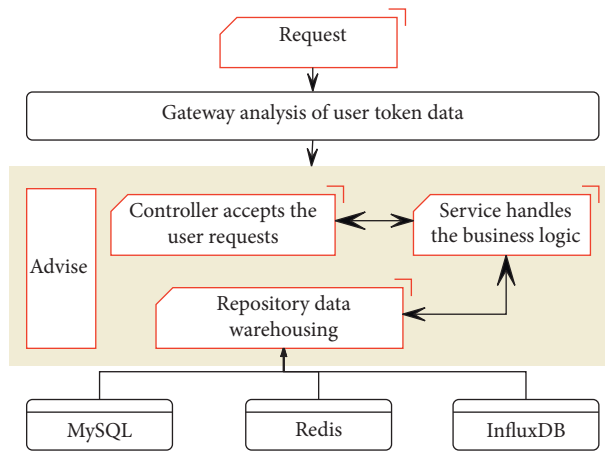 Request
Gateway analysis of user token data
Controller accepts the
user requests
Service handles
the business logic
Advise
Repository data
warehousing
MySQL
Redis
InfluxDB